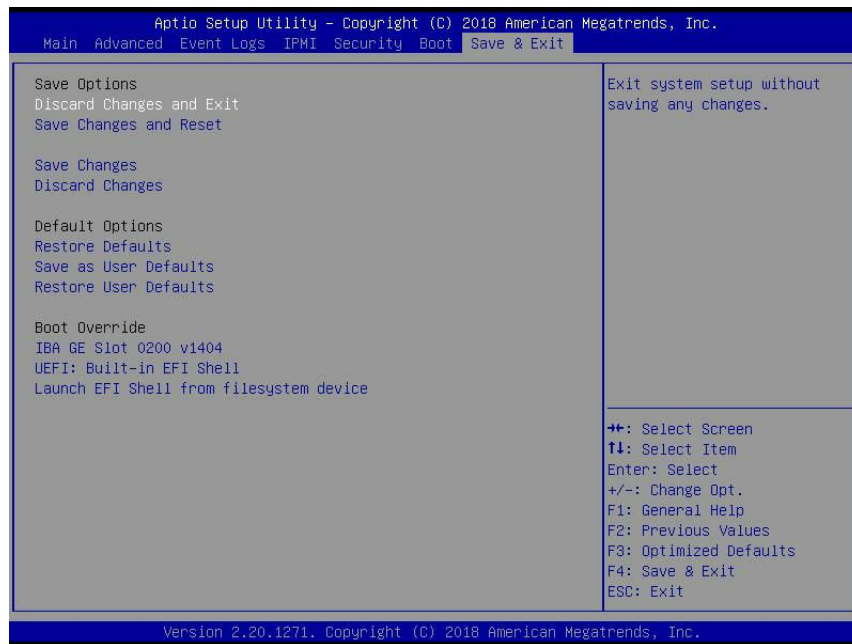 Aptio Setup Utility - Copyright (C) 2018 American Megatrends, Inc.
Main Advanced Event Logs IPMI Security Boot Save & Exit
Save Options
Discard Changes and Exit
Save Changes and Reset
Save Changes
Discard Changes
Default Options
Restore Defaults
Save as User Defaults
Restore User Defaults
Boot Override
IBA GE Slot 0200 v1404
UEFI: Built-in EFI Shell
Launch EFI Shell from filesystem device
Exit system setup without
saving any changes.
→←: Select Screen
↑↓: Select Item
Enter: Select
+/-: Change Opt.
F1: General Help
F2: Previous Values
F3: Optimized Defaults
F4: Save & Exit
ESC: Exit
Version 2.20.1271. Copyright (C) 2018 American Megatrends, Inc.